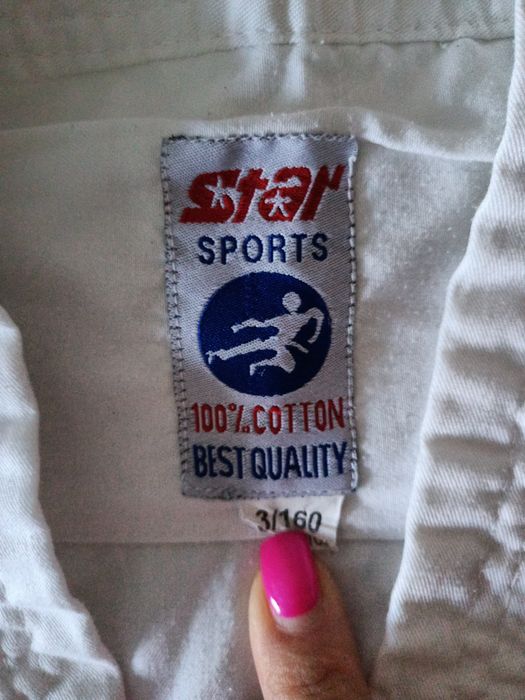 Star
SPORTS
100% COTTON
BEST QUALITY
3/160